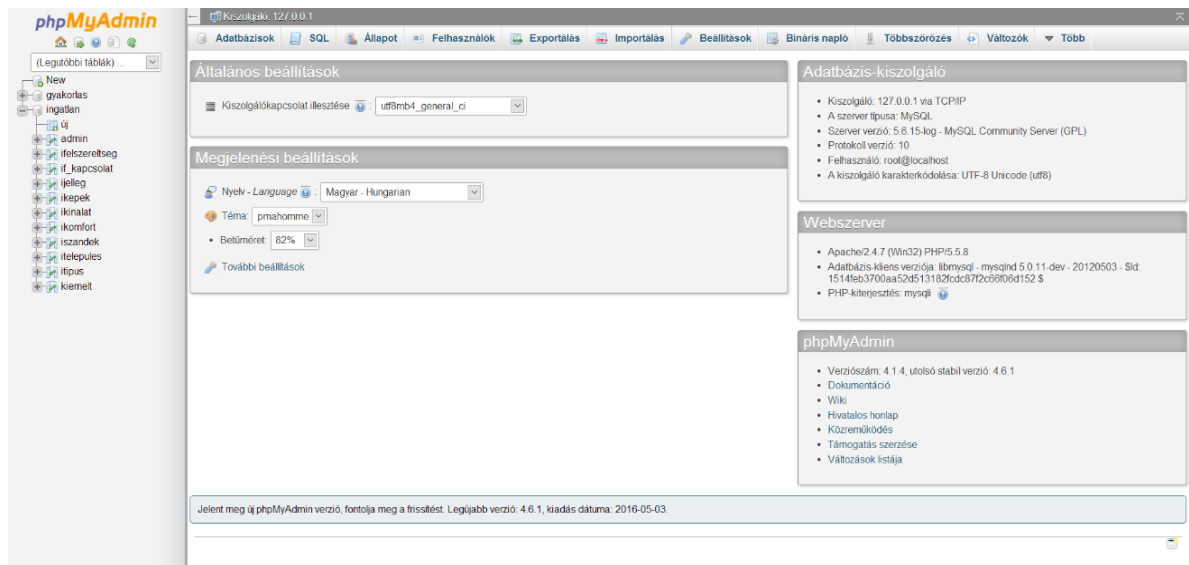 phpMyAdmin
(Legutóbbi táblák) ...
New
gyakorlas
ingatlan
új
admin
ifelszereltseg
if_kapcsolat
ijelleg
ikepek
ikinalat
ikomfort
iszandek
itelepules
itipus
kiemelt
Kiszolgáló: 127.0.0.1
Adatbázisok SQL Állapot Felhasználók Exportálás Importálás Beállítások Bináris napló Többszörözés Változók Több
Általános beállítások
Kiszolgálókapcsolat illesztése : utf8mb4_general_ci
Megjelenési beállítások
Nyelv - Language : Magyar - Hungarian
Téma: pmahomme
• Betűméret: 82%
További beállítások
Adatbázis-kiszolgáló
• Kiszolgáló: 127.0.0.1 via TCP/IP
• A szerver típusa: MySQL
• Szerver verzió: 5.6.15-log - MySQL Community Server (GPL)
• Protokoll verzió: 10
• Felhasználó: root@localhost
• A kiszolgáló karakterkódolása: UTF-8 Unicode (utf8)
Webszerver
• Apache/2.4.7 (Win32) PHP/5.5.8
• Adatbázis-kliens verziója: libmysql - mysqlnd 5.0.11-dev - 20120503 - $Id:
1514feb3700aa52d513182fcdc87f2c66f06d152 $
• PHP-kiterjesztés: mysqli
phpMyAdmin
• Verziószám: 4.1.4, utolsó stabil verzió: 4.6.1
• Dokumentáció
• Wiki
• Hivatalos honlap
• Közreműködés
• Támogatás szerzése
• Változások listája
Jelent meg új phpMyAdmin verzió, fontolja meg a frissítést. Legújabb verzió: 4.6.1, kiadás dátuma: 2016-05-03.